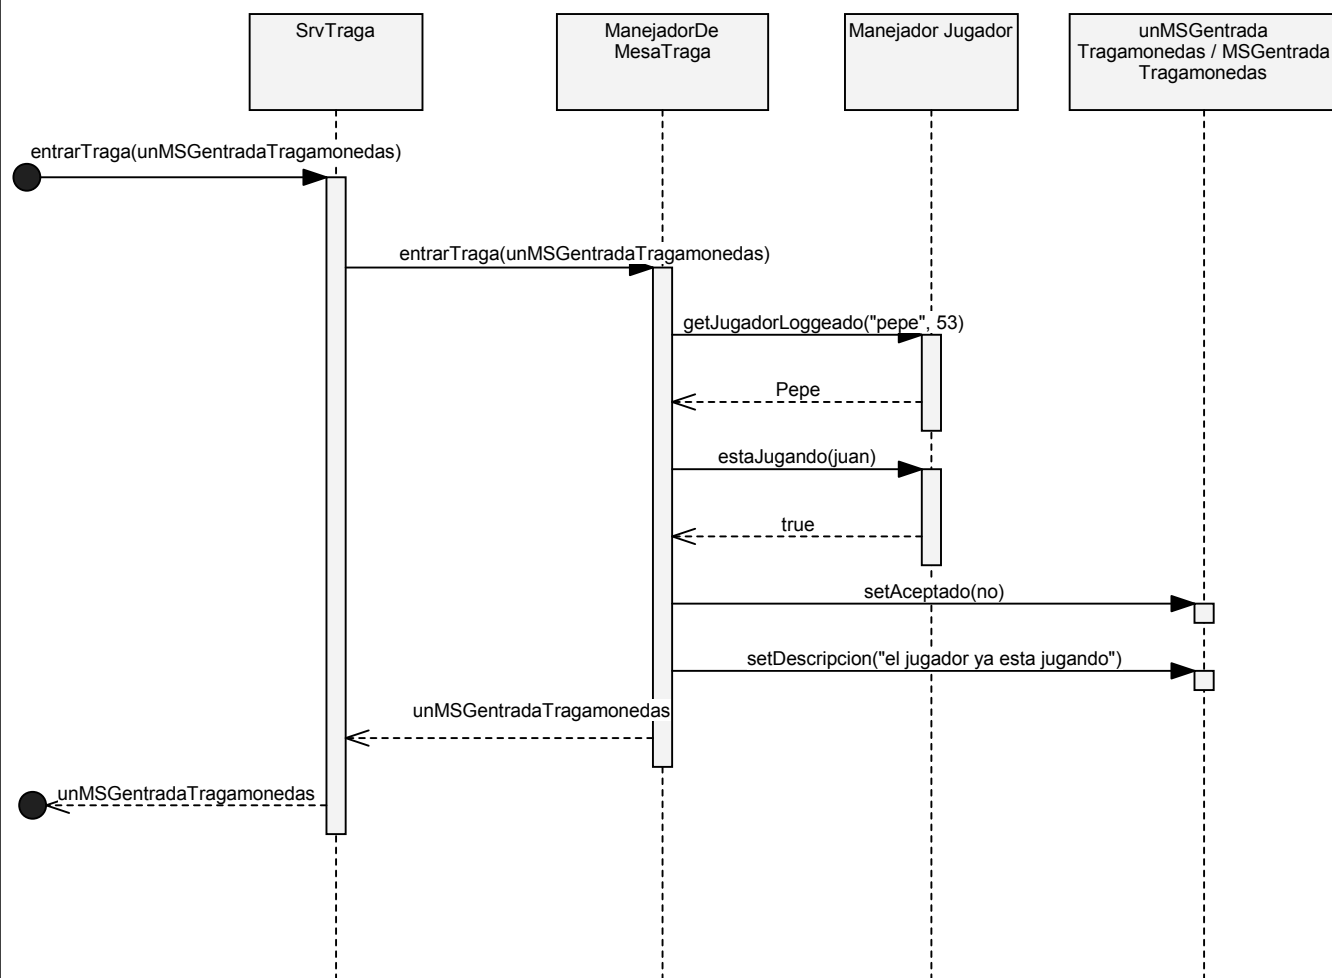 SrvTraga
ManejadorDe
MesaTraga
Manejador Jugador
unMSGentrada
Tragamonedas / MSGentrada
Tragamonedas
entrarTraga(unMSGentradaTragamonedas)
entrarTraga(unMSGentradaTragamonedas)
getJugadorLoggeado("pepe", 53)
Pepe
estaJugando(juan)
true
setAceptado(no)
setDescripcion("el jugador ya esta jugando")
unMSGentradaTragamonedas
unMSGentradaTragamonedas